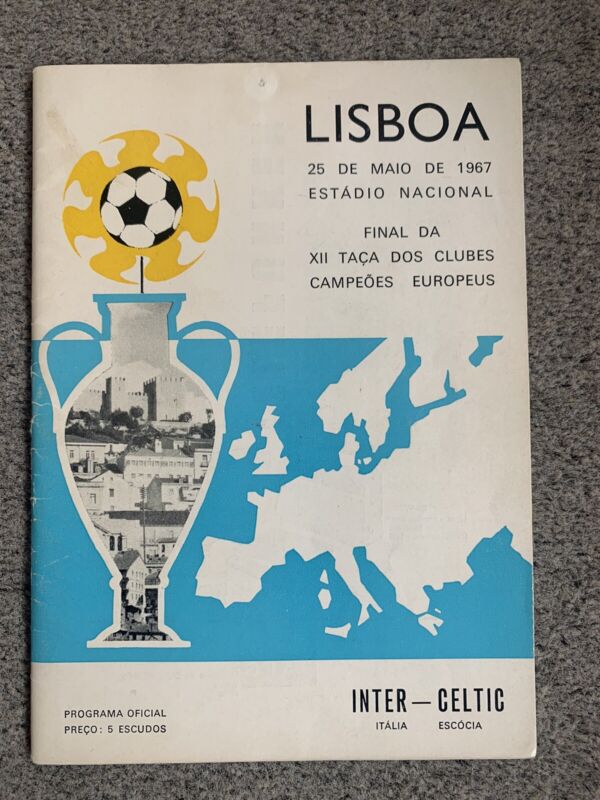 LISBOA
25 DE MAIO DE 1967
ESTÁDIO NACIONAL
FINAL DA
XII TAÇA DOS CLUBES
CAMPEÕES EUROPEUS
INTER — CELTIC
ITÁLIA ESCÓCIA
PROGRAMA OFICIAL
PREÇO: 5 ESCUDOS